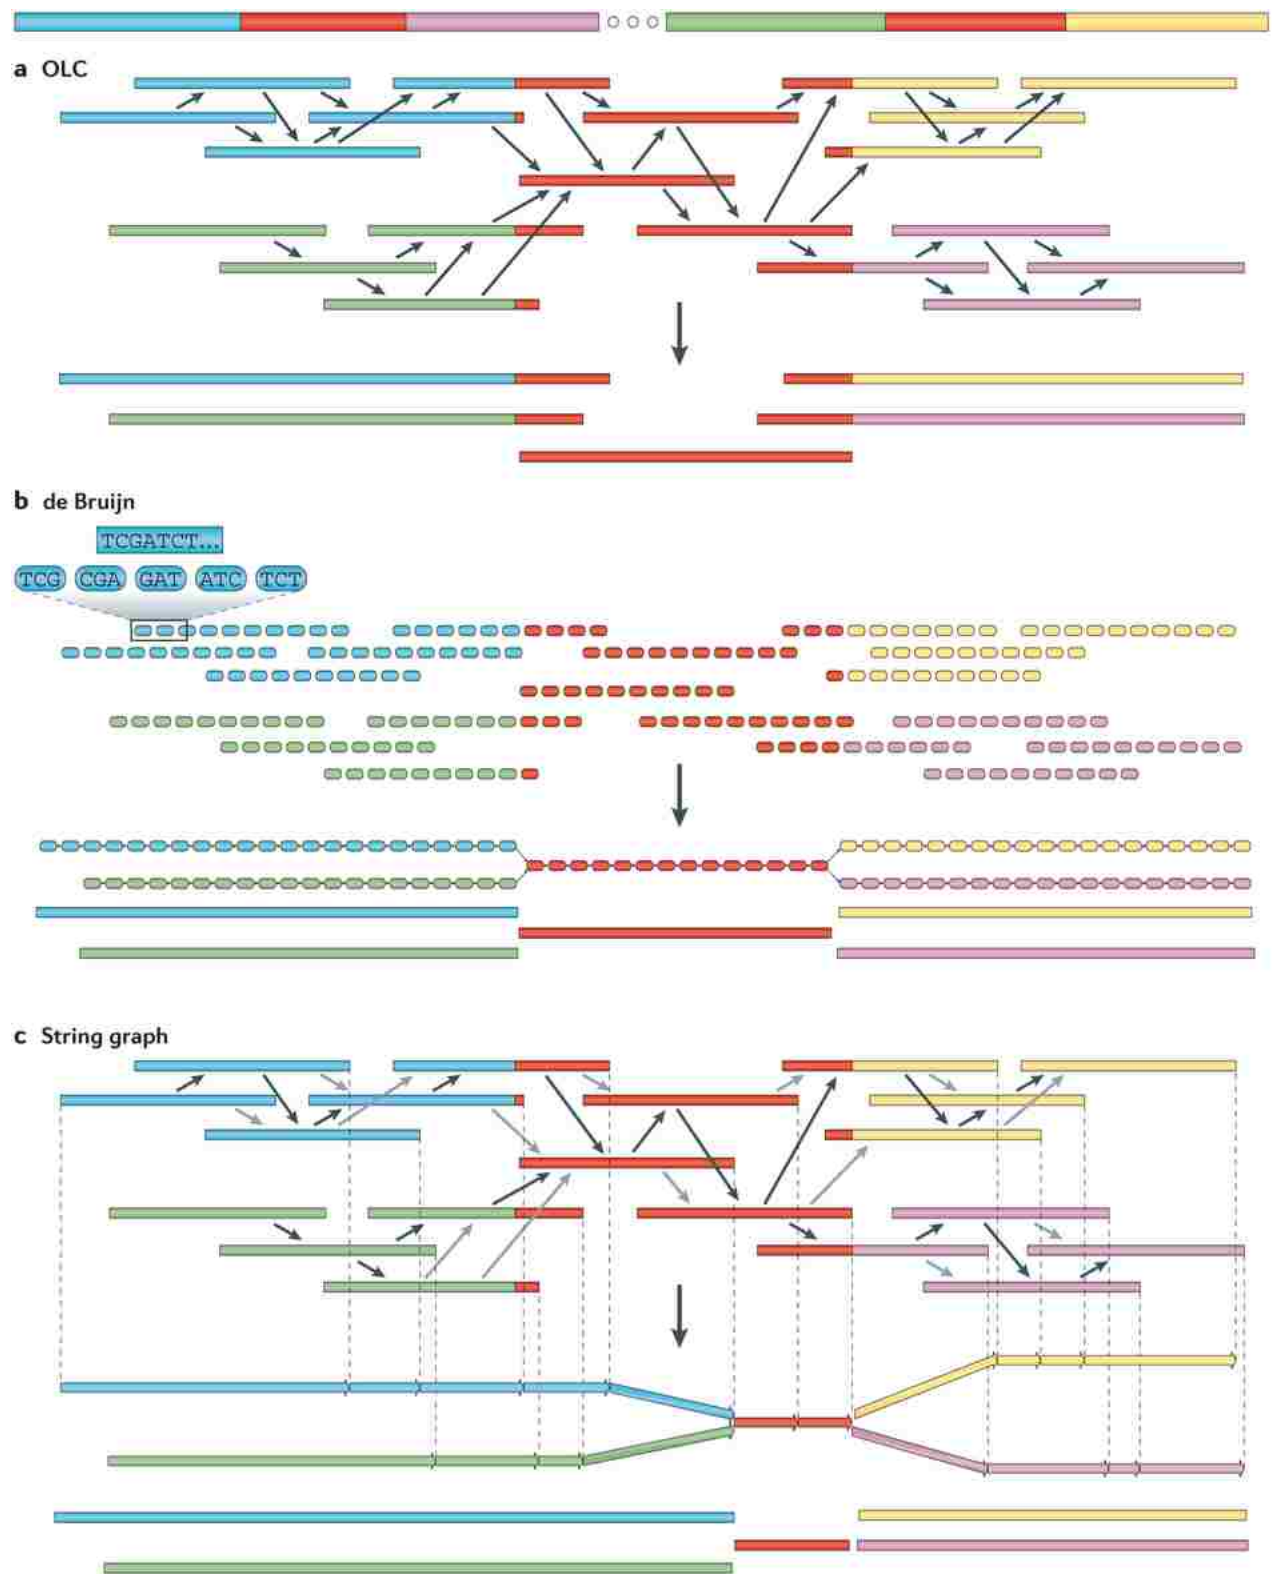 a OLC
b de Bruijn
TCGATCT...
TCG CGA GAT ATC TCT
c String graph